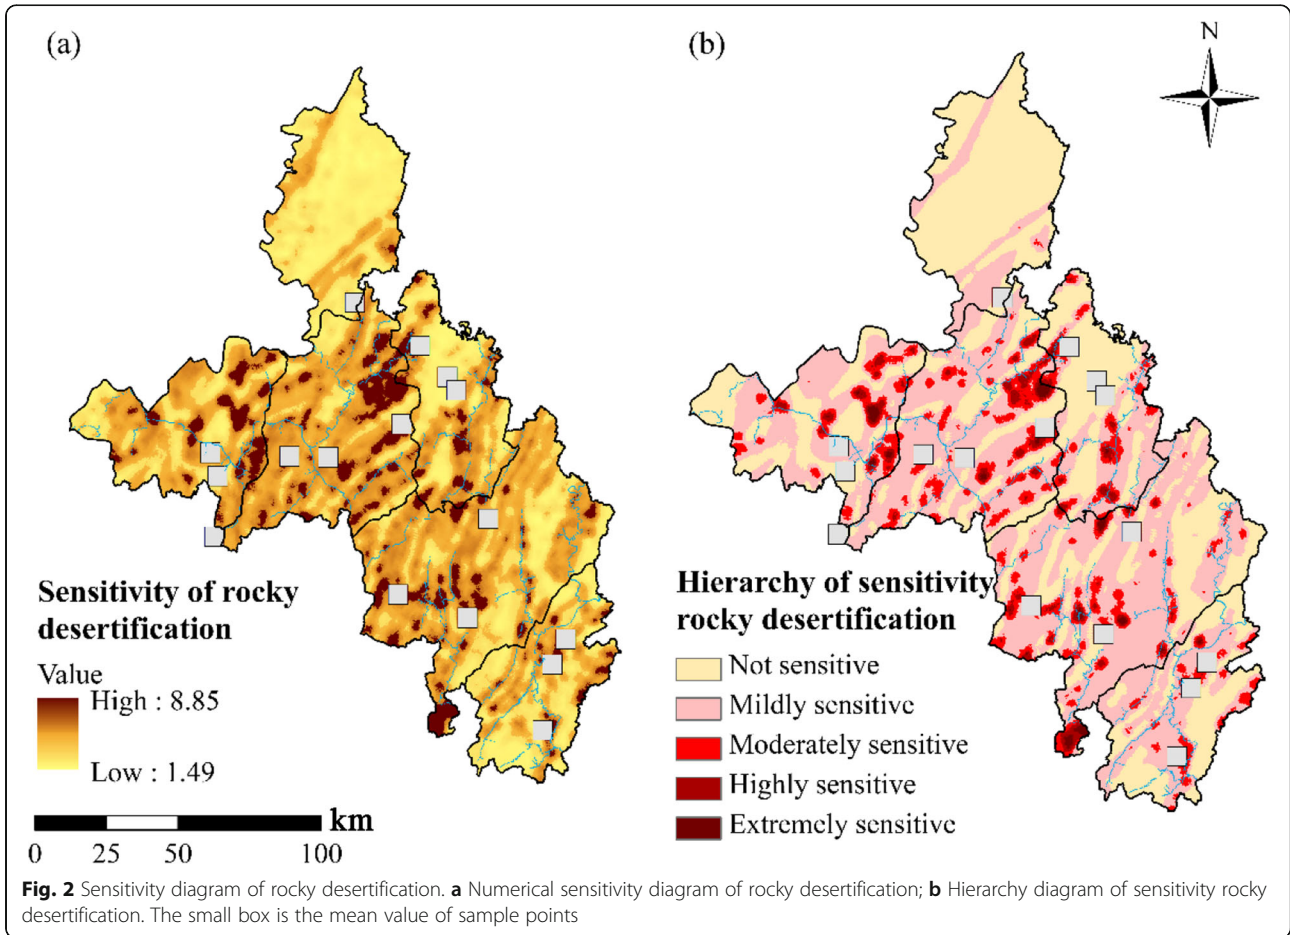 (a)
(b)
N
Sensitivity of rocky
desertification
Value
High : 8.85
Low : 1.49
km
0 25 50 100
Hierarchy of sensitivity
rocky desertification
Not sensitive
Mildly sensitive
Moderately sensitive
Highly sensitive
Extremely sensitive
Fig. 2 Sensitivity diagram of rocky desertification. a Numerical sensitivity diagram of rocky desertification; b Hierarchy diagram of sensitivity rocky
desertification. The small box is the mean value of sample points